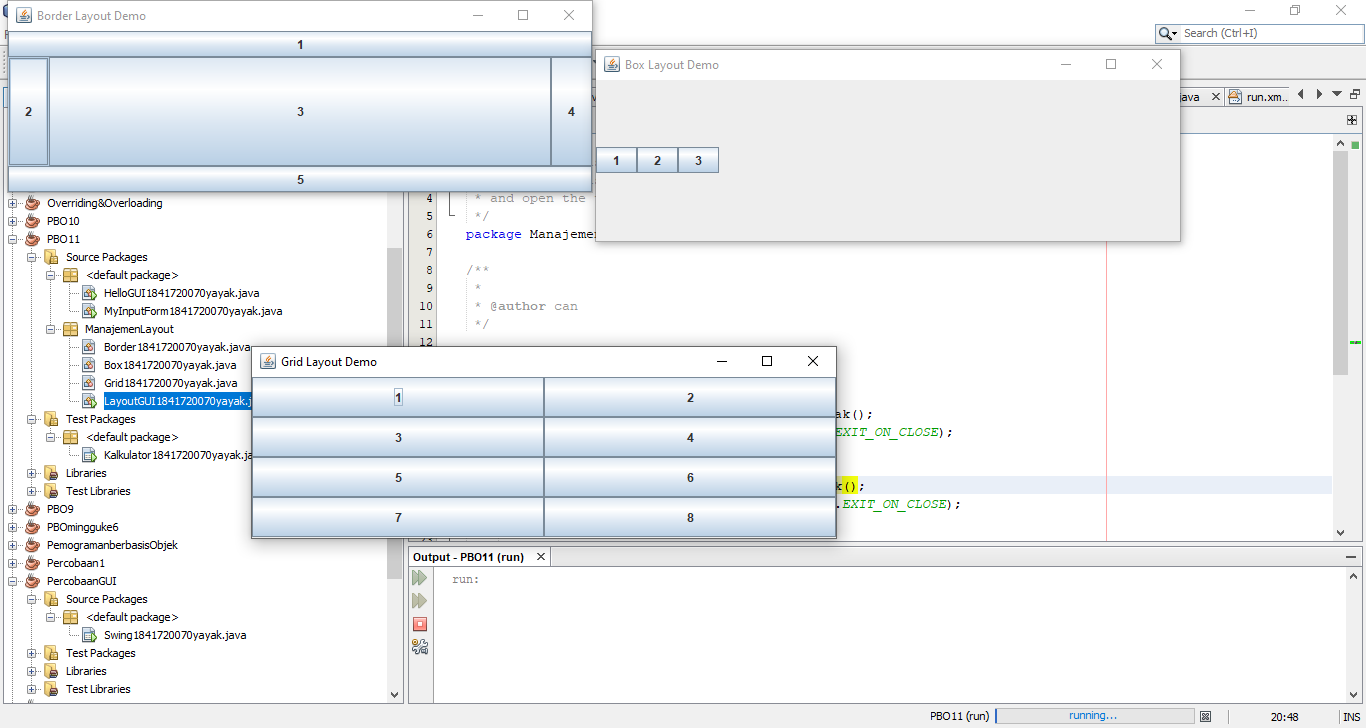 Border Layout Demo
1
2 3 4
5
Search (Ctrl+I)
Box Layout Demo
1 2 3
java
run.xm...
Overriding&Overloading
PBO10
PBO11
Source Packages
<default package>
HelloGUI1841720070yayak.java
MyInputForm1841720070yayak.java
ManajemenLayout
Border1841720070yayak.java
Box1841720070yayak.java
Grid1841720070yayak.java
LayoutGUI1841720070yayak.j
Test Packages
<default package>
Kalkulator1841720070yayak.java
Libraries
Test Libraries
PBO9
PBOmingguke6
PemogramanberbasisObjek
Percobaan1
PercobaanGUI
Source Packages
<default package>
Swing1841720070yayak.java
Test Packages
Libraries
Test Libraries
4 * and open the
5 */
6 package Manajemen
7
8 /**
9 *
10 * @author can
11 */
12
ak();
EXIT_ON_CLOSE);
k();
.EXIT_ON_CLOSE);
Grid Layout Demo
1 2
3 4
5 6
7 8
Output - PBO11 (run)
run:
PBO11 (run)
running...
20:48
INS